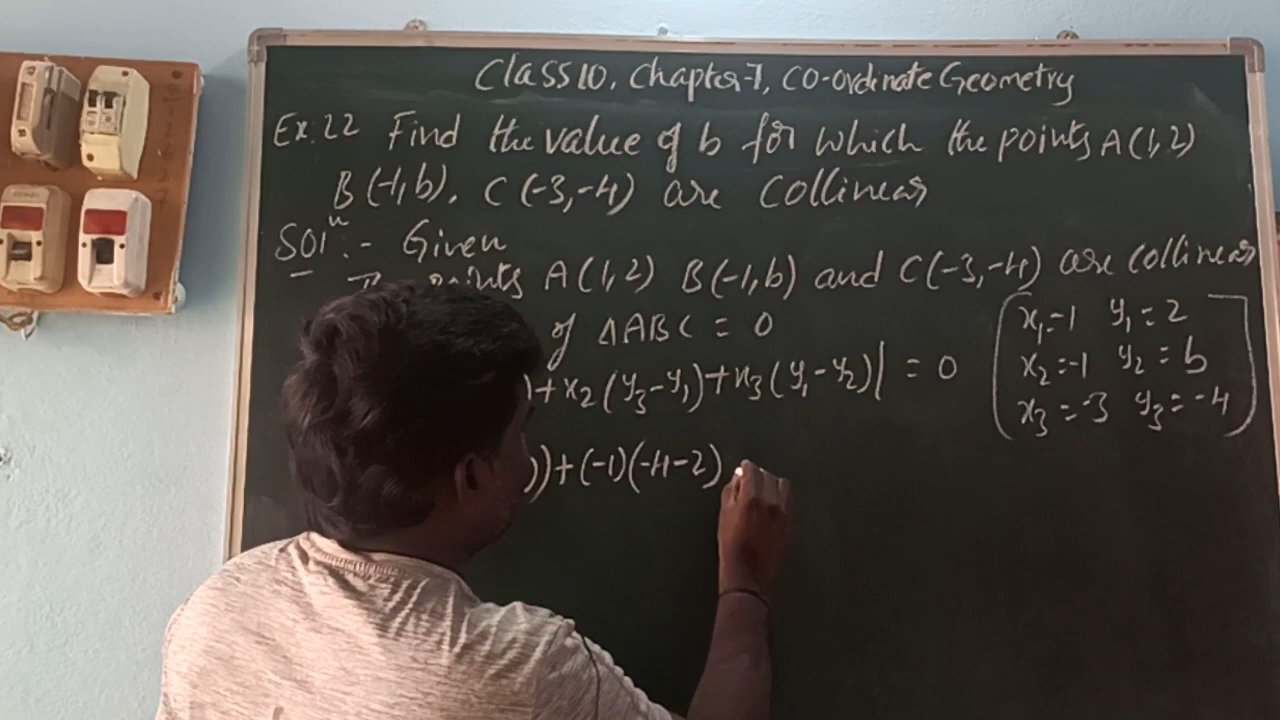 Class 10, Chapter-7, CO-ordinate Geometry
Ex.22 Find the value of b for which the points A(1,2)
B(-1,b), C(-3,-4) are Collinear
Solⁿ:- Given
points A(1,2) B(-1,b) and C(-3,-4) are Collinear
of ΔABC = 0
)+x₂(y₃-y₁)+x₃(y₁-y₂)| = 0
))+(-1)(-4-2)
x₁=1 y₁=2
x₂=-1 y₂=b
x₃=-3 y₃=-4